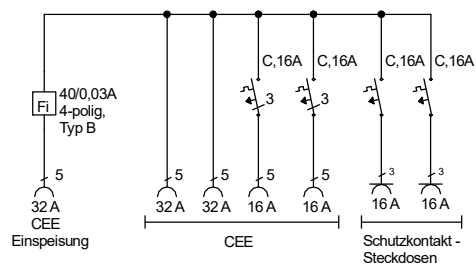 C,16A
C,16A
C,16A
C,16A
Fi
40/0,03A
4-polig,
Typ B
3
3
5
5
5
5
5
3
3
32 A
32 A
32 A
16 A
16 A
16 A
16 A
CEE
Einspeisung
CEE
Schutzkontakt -
Steckdosen